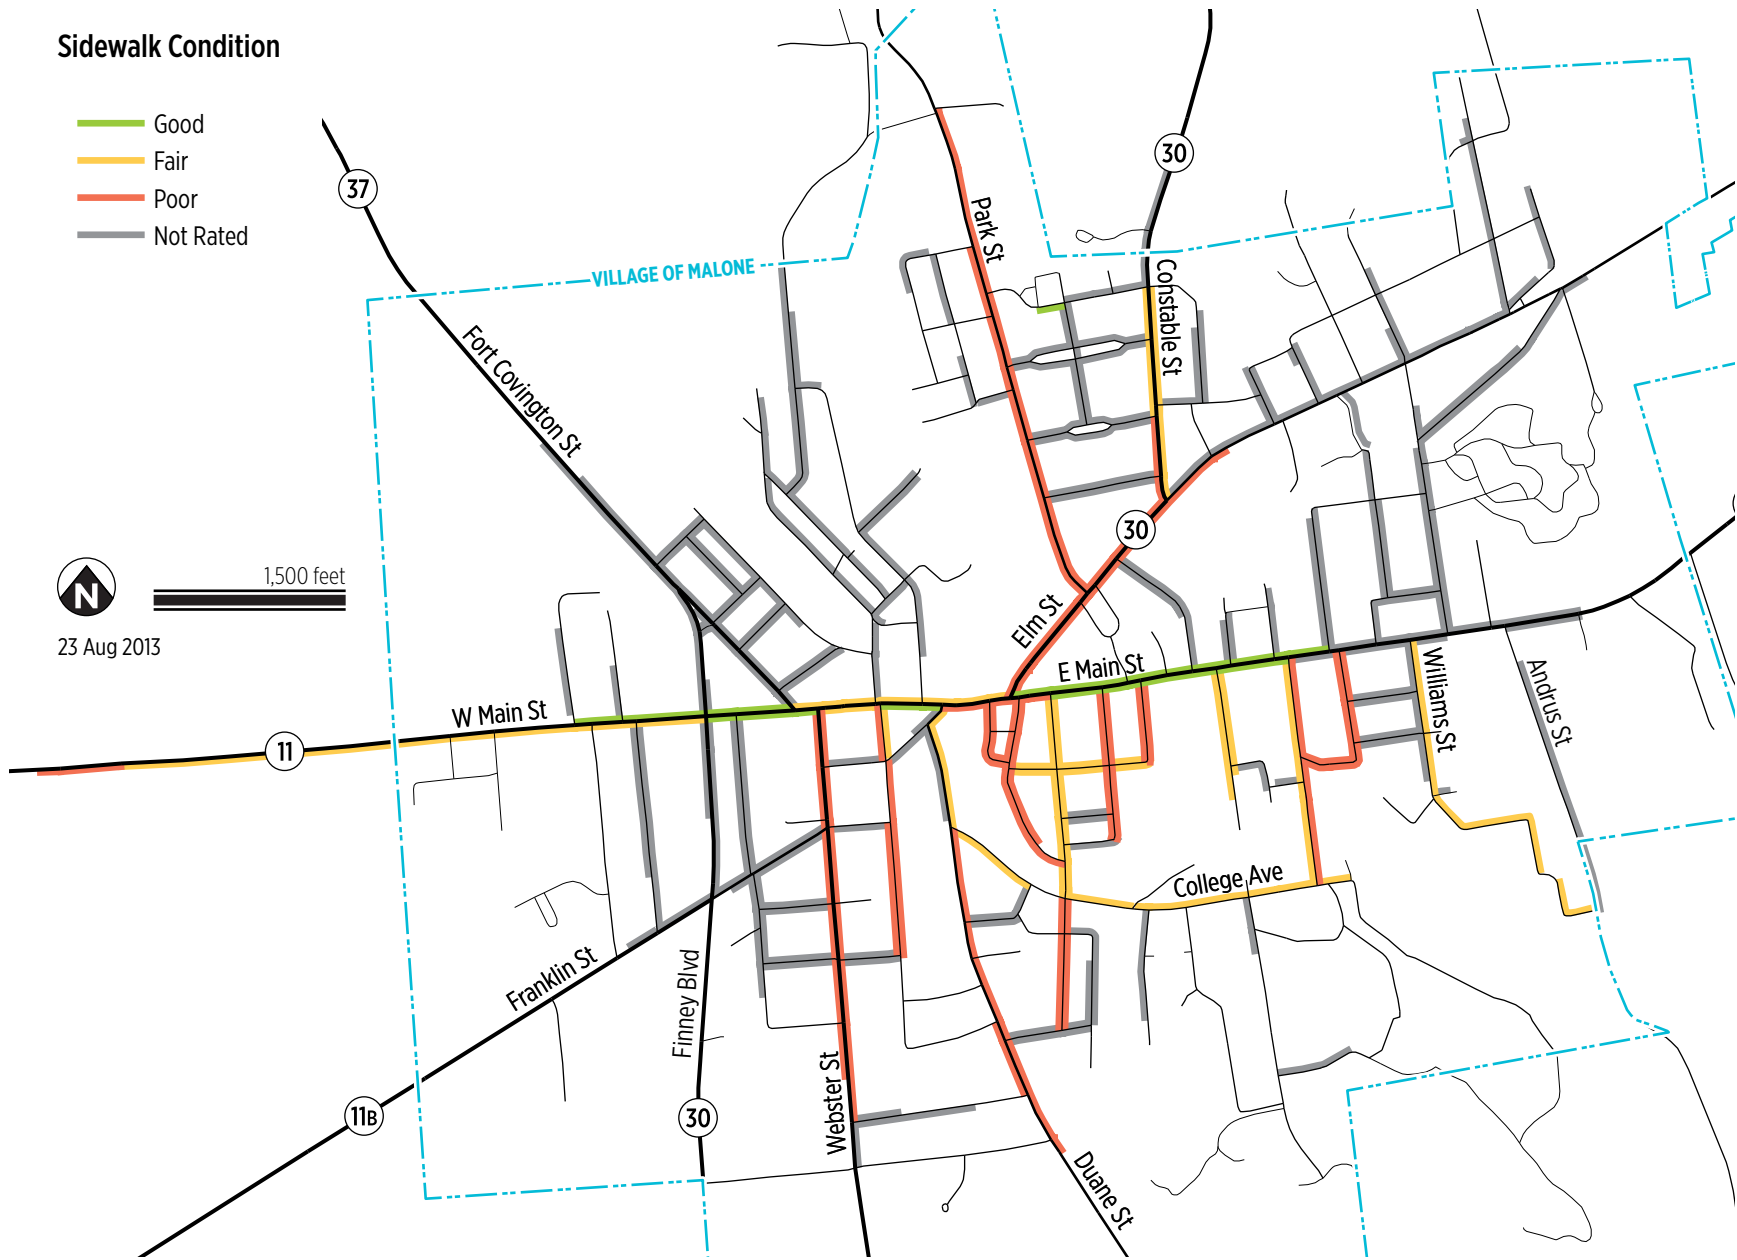 Sidewalk Condition
Good
Fair
Poor
Not Rated
37
30
VILLAGE OF MALONE
Park St
Constable St
Fort Covington St
30
1,500 feet
N
23 Aug 2013
Elm St
E Main St
W Main St
11
Williams St
Andrus St
College Ave
Franklin St
Finney Blvd
Webster St
11B
30
Duane St